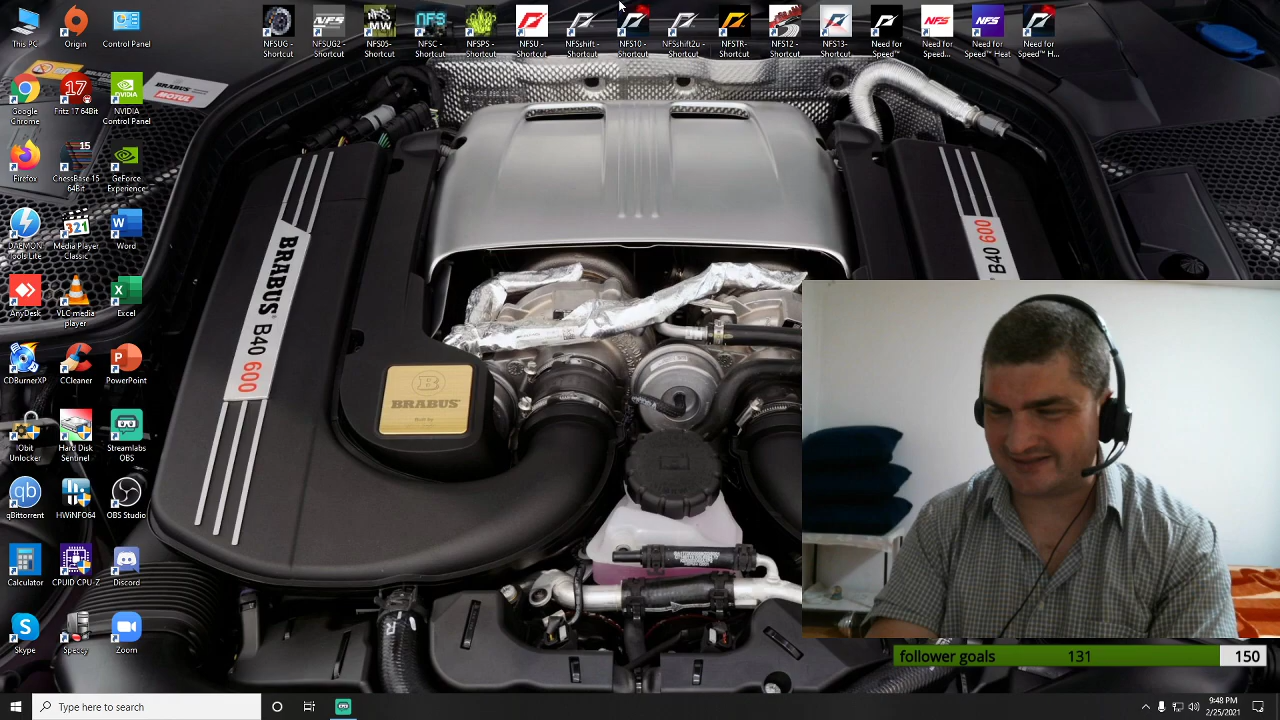 This PC
Origin
Control Panel
NFSUG - Shortcut
NFSUG2 - Shortcut
NFS05- Shortcut
NFSC - Shortcut
NFSPS - Shortcut
NFSU - Shortcut
NFSshift - Shortcut
NFS10 - Shortcut
NFSshift2u - Shortcut
NFSTR- Shortcut
NFS12 - Shortcut
NFS13- Shortcut
Need for Speed™
Need for Speed...
Need for Speed™ Heat
Need for Speed™ H...
Google Chrome
Fritz 17 64Bit
NVIDIA Control Panel
Firefox
ChessBase 15 64Bit
GeForce Experience
DAEMON Tools Lite
Media Player Classic
Word
AnyDesk
VLC media player
Excel
CDBurnerXP
CCleaner
PowerPoint
IObit Unlocker
Hard Disk Sentinel
Streamlabs OBS
qBittorrent
HWiNFO64
OBS Studio
Calculator
CPUID CPU-Z
Discord
Skype
Speccy
Zoom
MOTUL
BRABUS B40 600
B40 600
BRABUS
follower goals 131 150
Type here to search
9:48 PM
2/25/2021